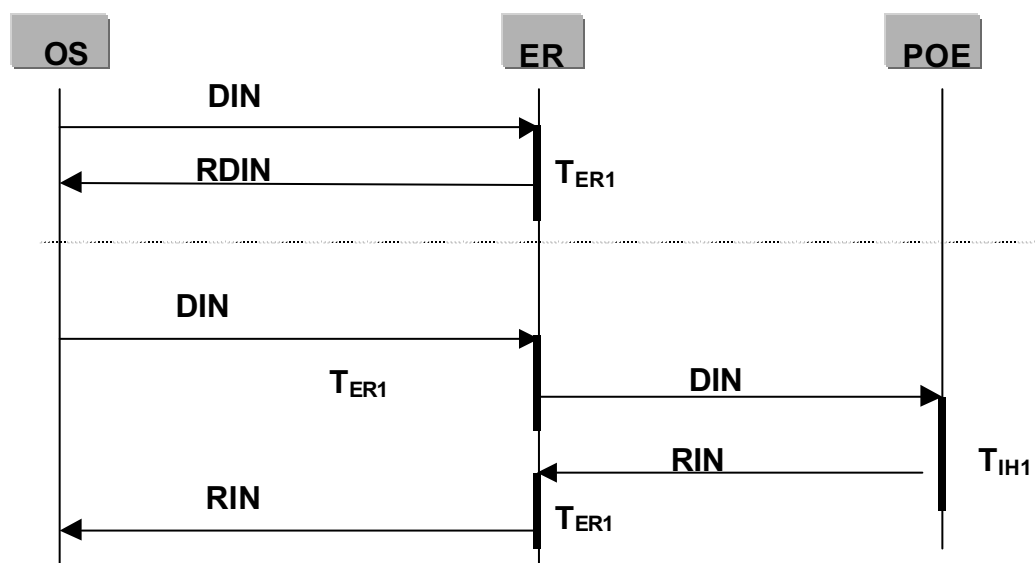 OS ER POE
DIN
RDIN
TER1
DIN
TER1
DIN
RIN
TIH1
RIN
TER1